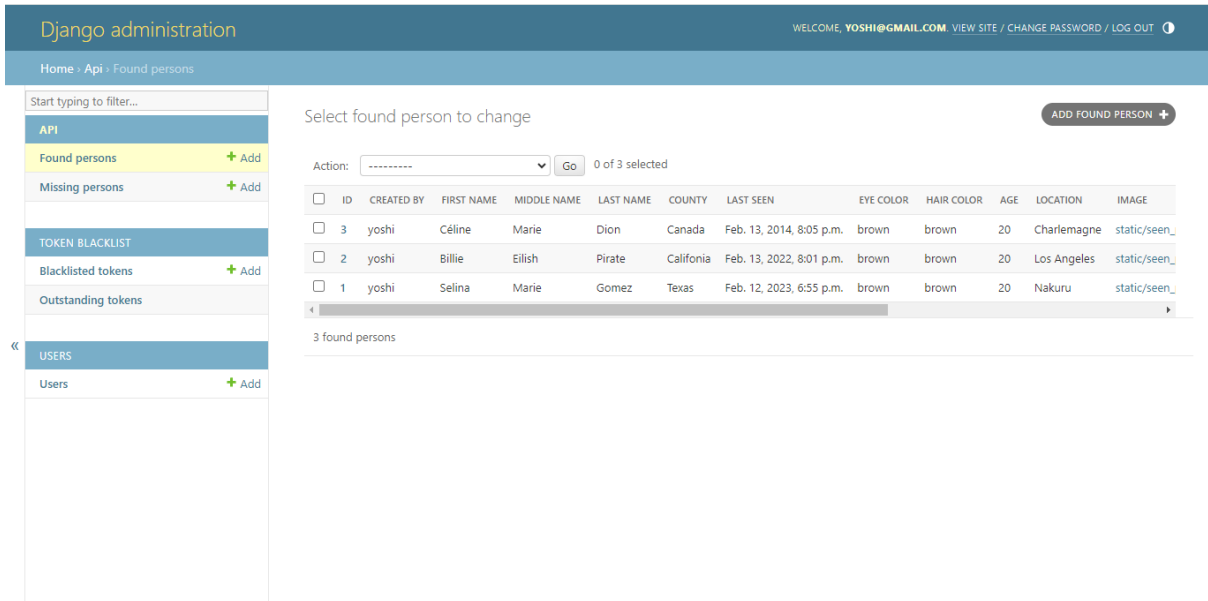 Django administration
WELCOME, YOSHI@GMAIL.COM. VIEW SITE / CHANGE PASSWORD / LOG OUT
Home › Api › Found persons
Start typing to filter...
API
Found persons + Add
Missing persons + Add
TOKEN BLACKLIST
Blacklisted tokens + Add
Outstanding tokens
«
USERS
Users + Add
Select found person to change
ADD FOUND PERSON +
Action: --------- Go 0 of 3 selected
ID CREATED BY FIRST NAME MIDDLE NAME LAST NAME COUNTY LAST SEEN EYE COLOR HAIR COLOR AGE LOCATION IMAGE
3 yoshi Céline Marie Dion Canada Feb. 13, 2014, 8:05 p.m. brown brown 20 Charlemagne static/seen_
2 yoshi Billie Eilish Pirate Califonia Feb. 13, 2022, 8:01 p.m. brown brown 20 Los Angeles static/seen_
1 yoshi Selina Marie Gomez Texas Feb. 12, 2023, 6:55 p.m. brown brown 20 Nakuru static/seen_
3 found persons